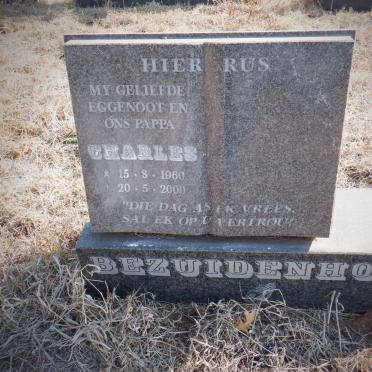 HIER RUS
MY GELIEFDE
EGGENOOT EN
ONS PAPPA
CHARLES
* 15 · 8 · 1960
20 · 5 · 2000
"DIE DAG AS EK VREES,
SAL EK OP U VERTROU"
BEZUIDENHO